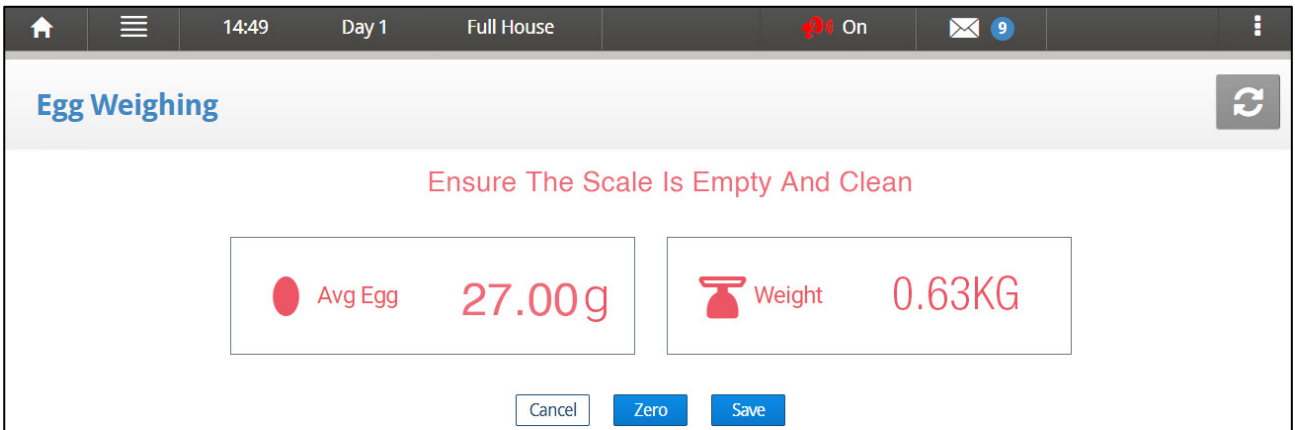 14:49 Day 1 Full House On 9
Egg Weighing
Ensure The Scale Is Empty And Clean
Avg Egg 27.00g Weight 0.63KG
Cancel Zero Save